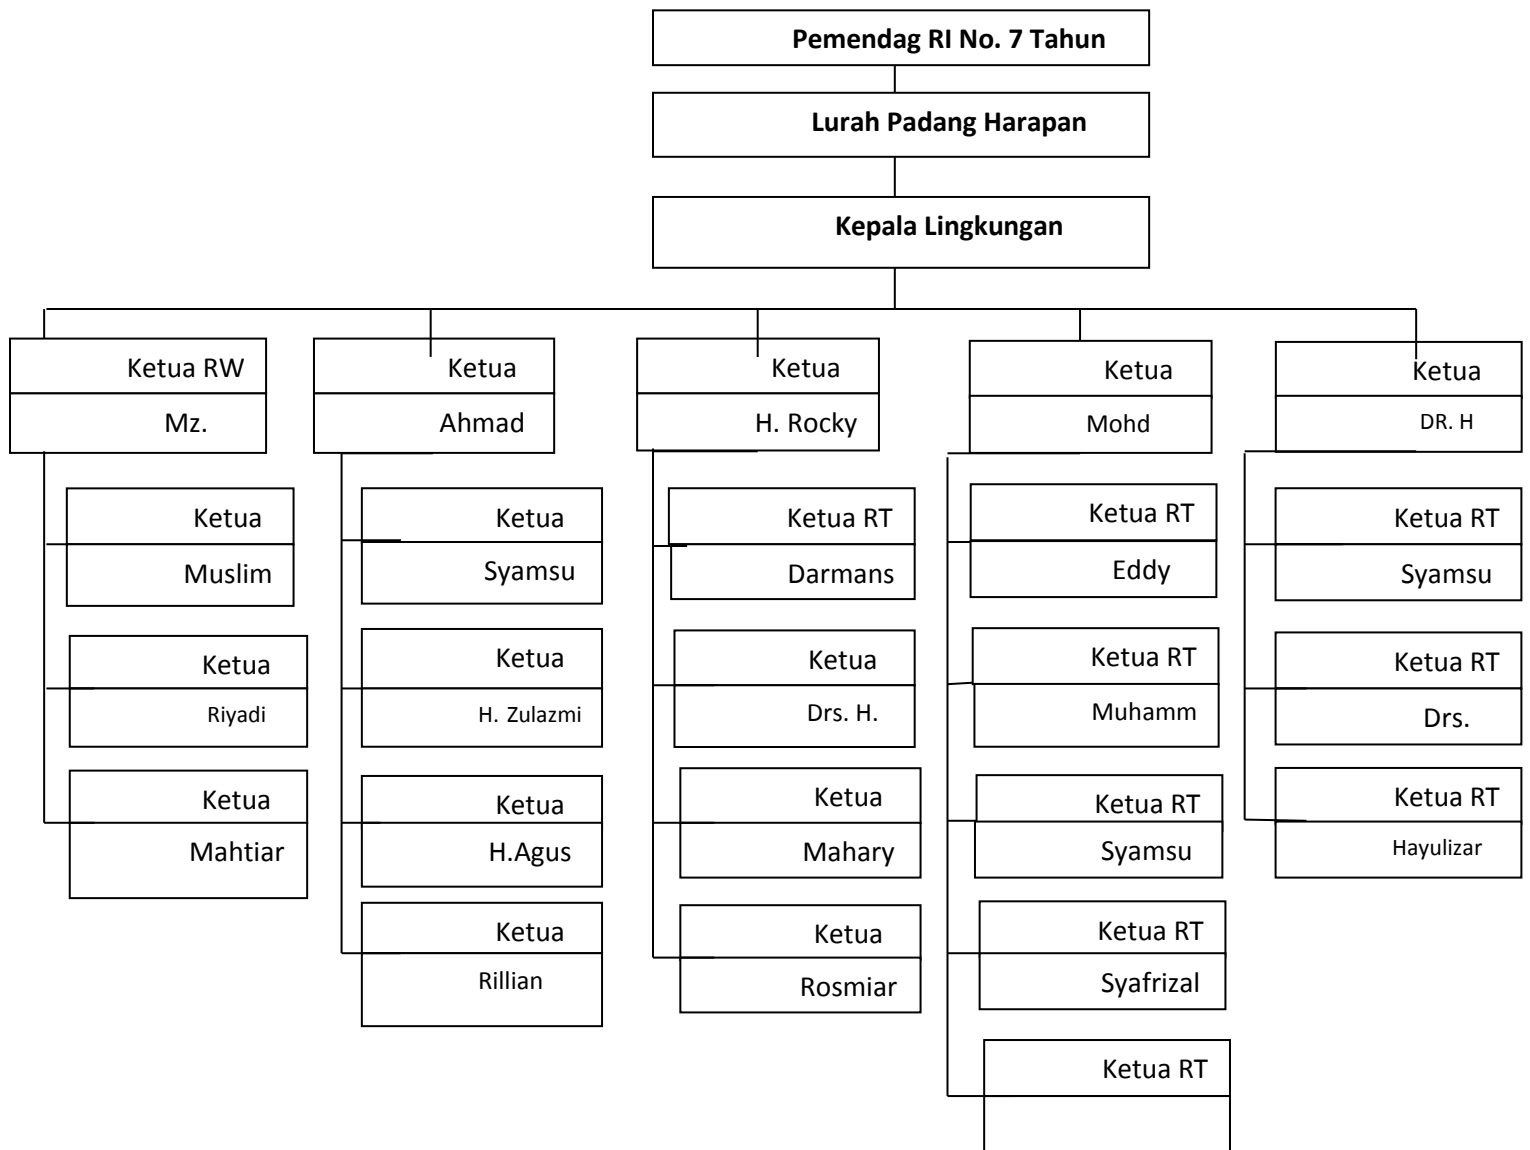 Pemendag RI No. 7 Tahun
Lurah Padang Harapan
Kepala Lingkungan
Ketua RW
Mz.
Ketua
Ahmad
Ketua
H. Rocky
Ketua
Mohd
Ketua
DR. H
Ketua
Muslim
Ketua
Riyadi
Ketua
Mahtiar
Ketua
Syamsu
Ketua
H. Zulazmi
Ketua
H.Agus
Ketua
Rillian
Ketua RT
Darmans
Ketua
Drs. H.
Ketua
Mahary
Ketua
Rosmiar
Ketua RT
Eddy
Ketua RT
Muhamm
Ketua RT
Syamsu
Ketua RT
Syafrizal
Ketua RT
Ketua RT
Syamsu
Ketua RT
Drs.
Ketua RT
Hayulizar